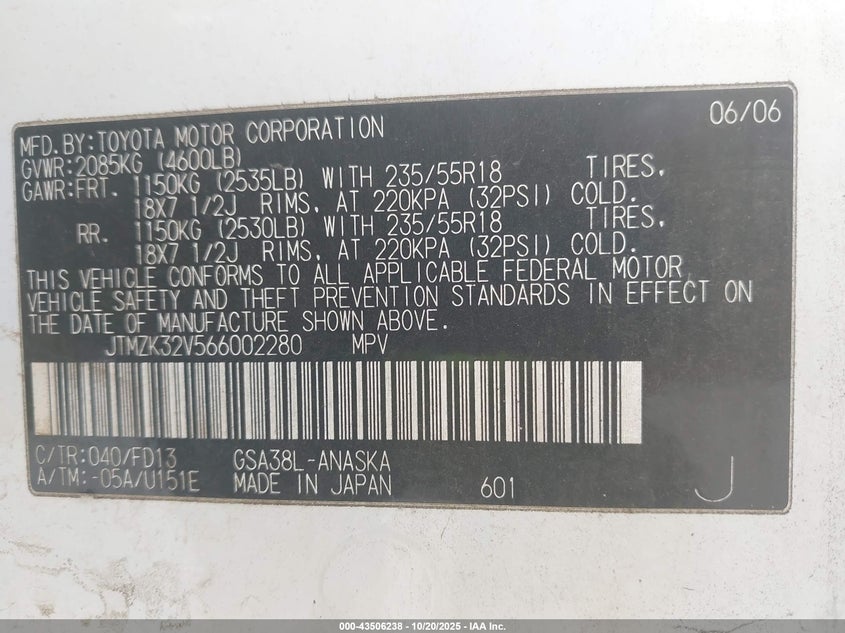 06/06
MFD.BY:TOYOTA MOTOR CORPORATION
GVWR:2085KG (4600LB)
GAWR:FRT. 1150KG (2535LB) WITH 235/55R18 TIRES,
18X7 1/2J RIMS, AT 220KPA (32PSI) COLD.
RR. 1150KG (2530LB) WITH 235/55R18 TIRES,
18X7 1/2J RIMS, AT 220KPA (32PSI) COLD.
THIS VEHICLE CONFORMS TO ALL APPLICABLE FEDERAL MOTOR
VEHICLE SAFETY AND THEFT PREVENTION STANDARDS IN EFFECT ON
THE DATE OF MANUFACTURE SHOWN ABOVE.
JTMZK32V566002280 MPV
C/TR:040/FD13 GSA38L-ANASKA
A/TM:-05A/U151E MADE IN JAPAN 601 J
000-43506238 - 10/20/2025 - IAA Inc.